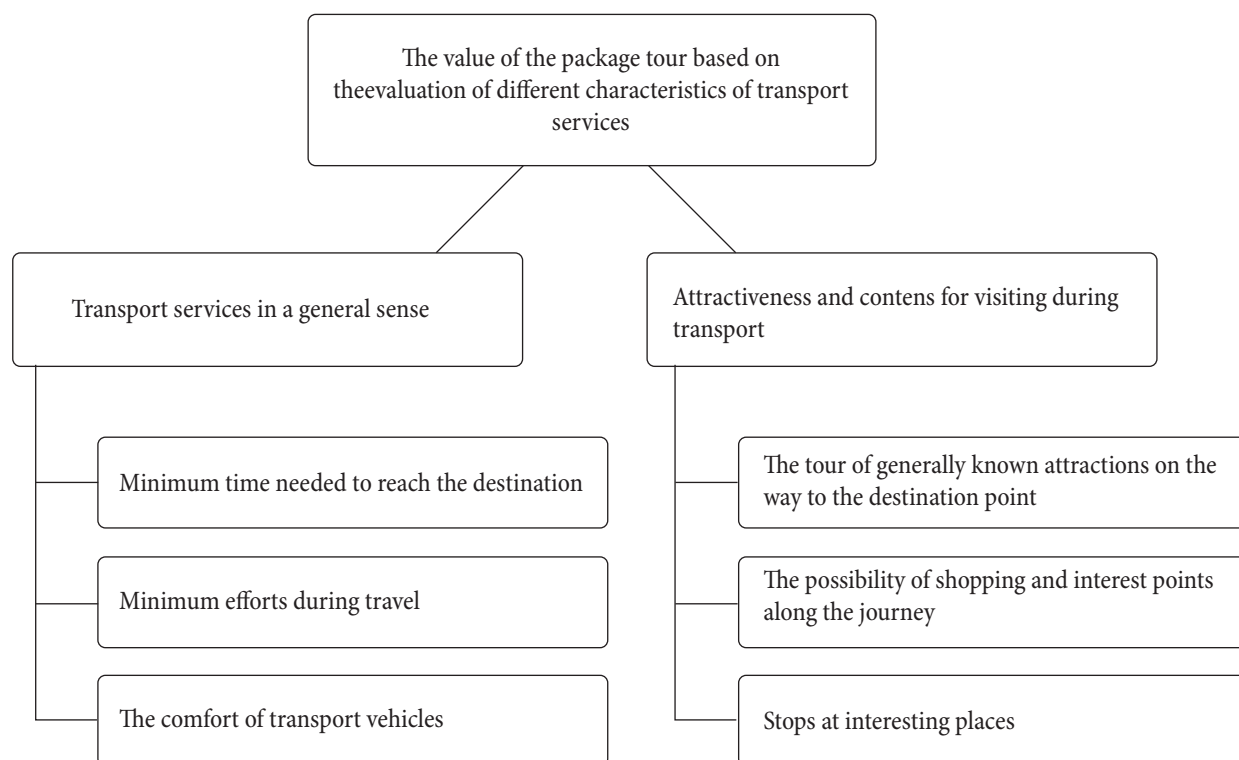 The value of the package tour based on
theevaluation of different characteristics of transport
services
Transport services in a general sense
Attractiveness and contens for visiting during
transport
Minimum time needed to reach the destination
The tour of generally known attractions on the
way to the destination point
Minimum efforts during travel
The possibility of shopping and interest points
along the journey
The comfort of transport vehicles
Stops at interesting places